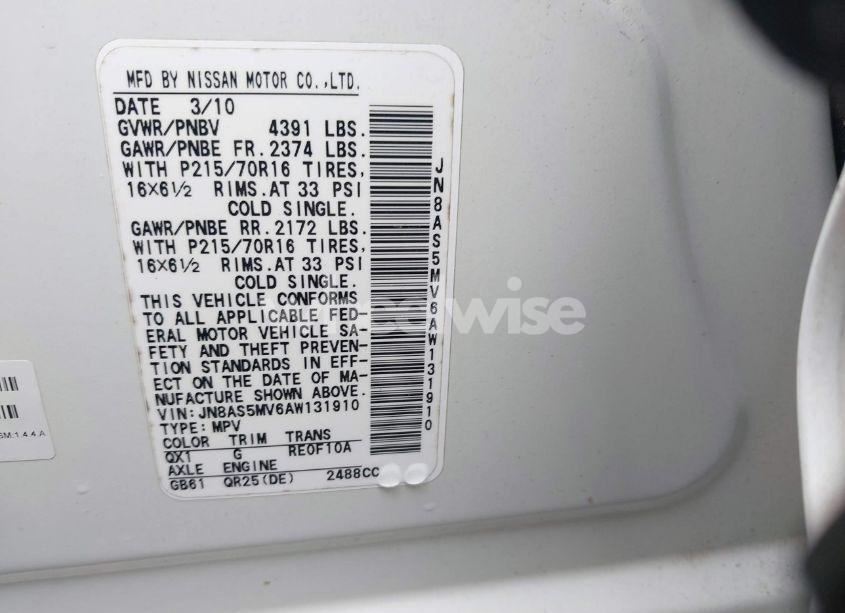 MFD BY NISSAN MOTOR CO.,LTD.
DATE 3/10
GVWR/PNBV 4391 LBS.
GAWR/PNBE FR. 2374 LBS.
WITH P215/70R16 TIRES,
16X6½ RIMS.AT 33 PSI
COLD SINGLE.
GAWR/PNBE RR. 2172 LBS.
WITH P215/70R16 TIRES,
16X6½ RIMS.AT 33 PSI
COLD SINGLE.
THIS VEHICLE CONFORMS
TO ALL APPLICABLE FED-
ERAL MOTOR VEHICLE SA-
FETY AND THEFT PREVEN-
TION STANDARDS IN EFF-
ECT ON THE DATE OF MA-
NUFACTURE SHOWN ABOVE.
VIN: JN8AS5MV6AW131910
TYPE: MPV
COLOR TRIM TRANS
QX1 G RE0F10A
AXLE ENGINE
GB61 QR25(DE) 2488CC
JN8AS5MV6AW131910
SM:1.4.4.A